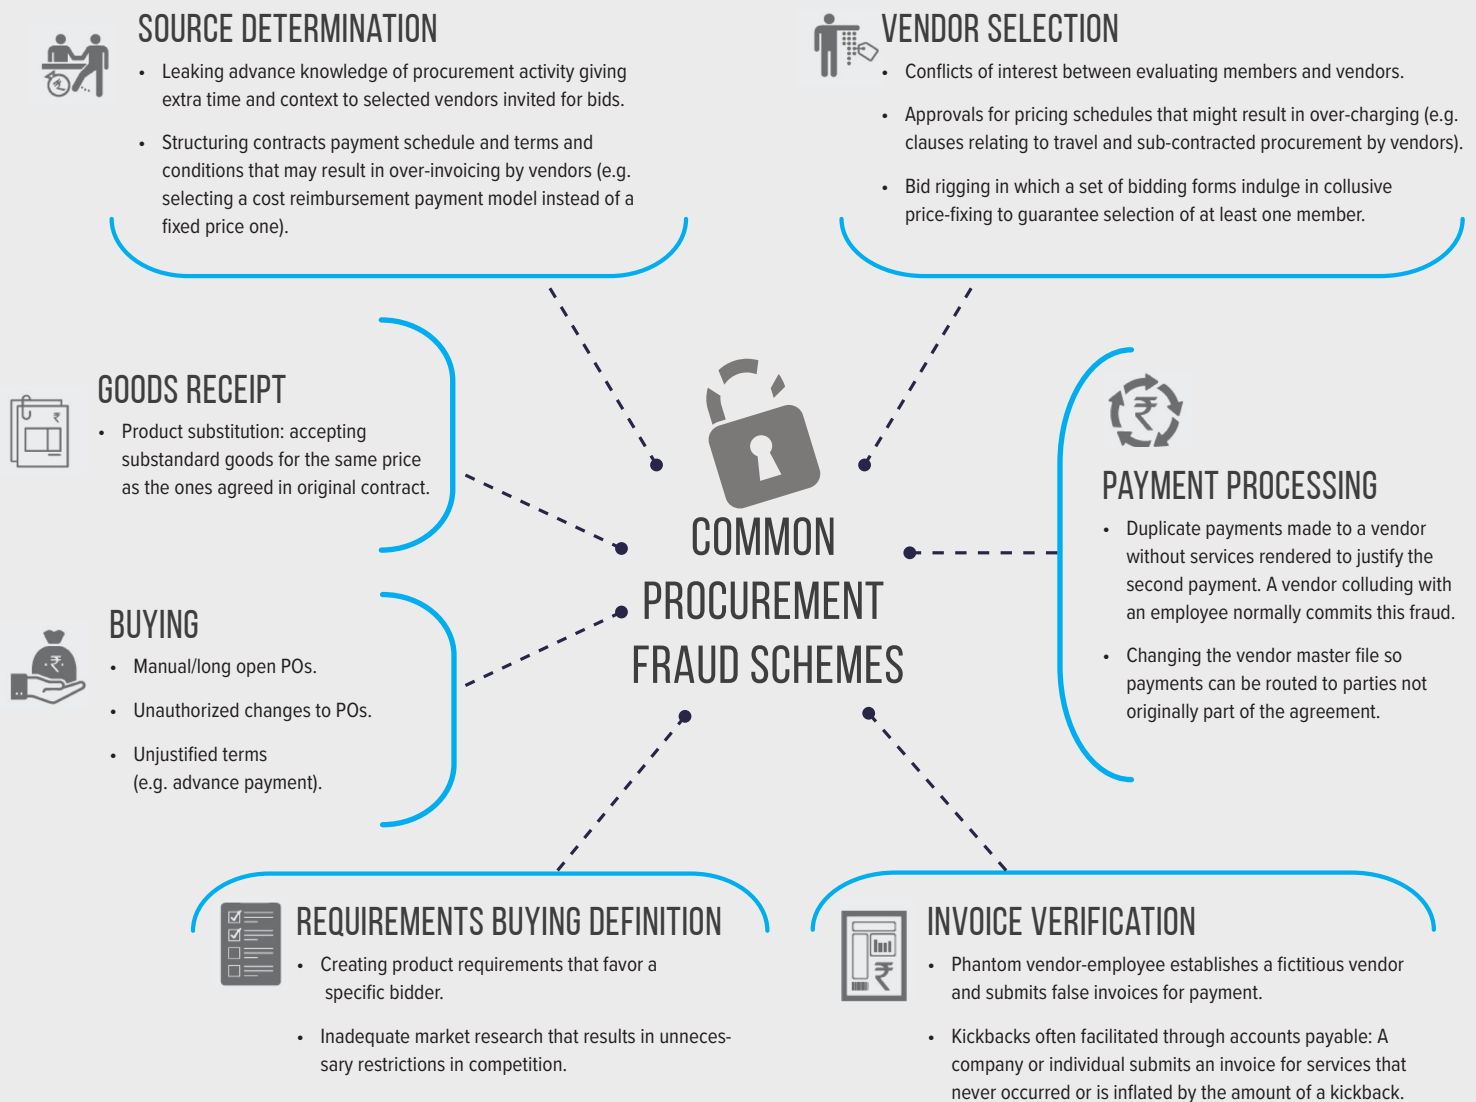 SOURCE DETERMINATION
• Leaking advance knowledge of procurement activity giving
extra time and context to selected vendors invited for bids.
• Structuring contracts payment schedule and terms and
conditions that may result in over-invoicing by vendors (e.g.
selecting a cost reimbursement payment model instead of a
fixed price one).
VENDOR SELECTION
• Conflicts of interest between evaluating members and vendors.
• Approvals for pricing schedules that might result in over-charging (e.g.
clauses relating to travel and sub-contracted procurement by vendors).
• Bid rigging in which a set of bidding forms indulge in collusive
price-fixing to guarantee selection of at least one member.
GOODS RECEIPT
• Product substitution: accepting
substandard goods for the same price
as the ones agreed in original contract.
₹
COMMON
PROCUREMENT
FRAUD SCHEMES
₹
PAYMENT PROCESSING
• Duplicate payments made to a vendor
without services rendered to justify the
second payment. A vendor colluding with
an employee normally commits this fraud.
• Changing the vendor master file so
payments can be routed to parties not
originally part of the agreement.
BUYING
₹
• Manual/long open POs.
• Unauthorized changes to POs.
• Unjustified terms
(e.g. advance payment).
REQUIREMENTS BUYING DEFINITION
• Creating product requirements that favor a
specific bidder.
• Inadequate market research that results in unneces-
sary restrictions in competition.
INVOICE VERIFICATION
₹
• Phantom vendor-employee establishes a fictitious vendor
and submits false invoices for payment.
• Kickbacks often facilitated through accounts payable: A
company or individual submits an invoice for services that
never occurred or is inflated by the amount of a kickback.